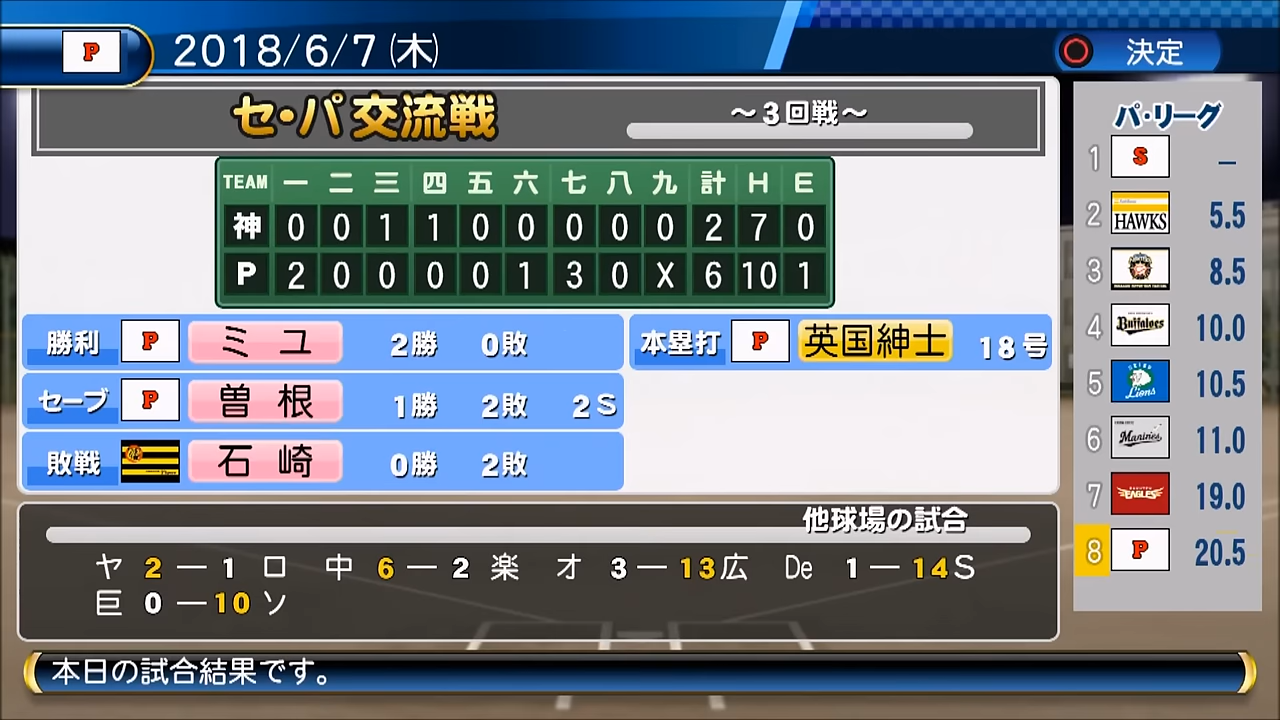 P 2018/6/7(木) 決定
セ・パ交流戦 ～3回戦～
TEAM 一 二 三 四 五 六 七 八 九 計 H E
神 0 0 1 1 0 0 0 0 0 2 7 0
P 2 0 0 0 0 1 3 0 X 6 10 1
勝利 P ミユ 2勝 0敗
セーブ P 曽根 1勝 2敗 2S
敗戦 石崎 0勝 2敗
本塁打 P 英国紳士 18号
他球場の試合
ヤ 2－1 ロ 中 6－2 楽 オ 3－13 広 De 1－14 S
巨 0－10 ソ
パ・リーグ
1 S －
2 HAWKS 5.5
3 8.5
4 Buffaloes 10.0
5 Lions 10.5
6 Marines 11.0
7 EAGLES 19.0
8 P 20.5
本日の試合結果です。